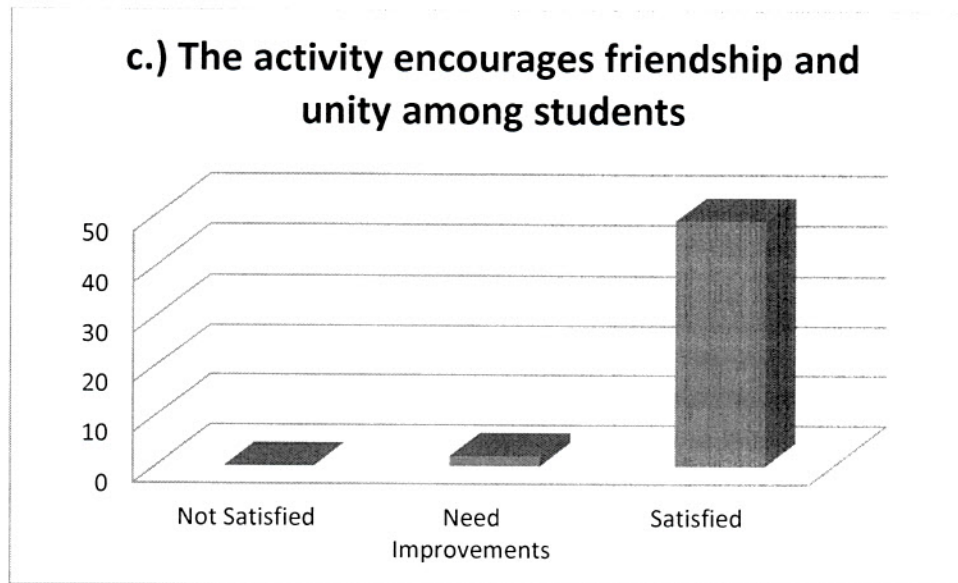 c.) The activity encourages friendship and
unity among students
50
40
30
20
10
0
Not Satisfied
Need
Improvements
Satisfied